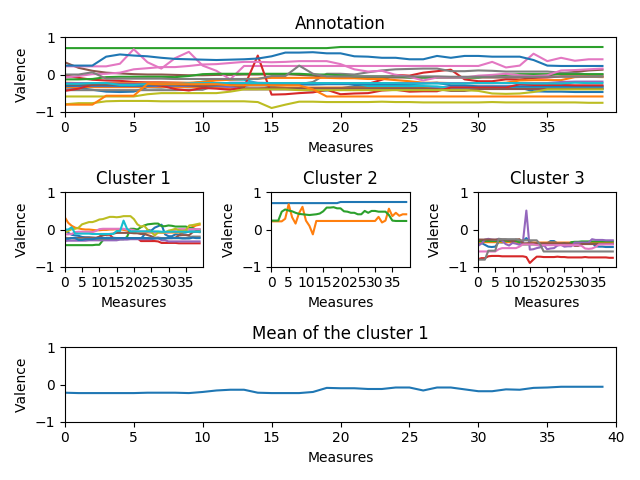 Annotation
1
0
−1
Valence
0 5 10 15 20 25 30 35
Measures
Cluster 1 Cluster 2 Cluster 3
1 1 1
0 0 0
−1 −1 −1
Valence Valence Valence
0 5 10 15 20 25 30 35 0 5 10 15 20 25 30 35 0 5 10 15 20 25 30 35
Measures Measures Measures
Mean of the cluster 1
1
0
−1
Valence
0 5 10 15 20 25 30 35 40
Measures